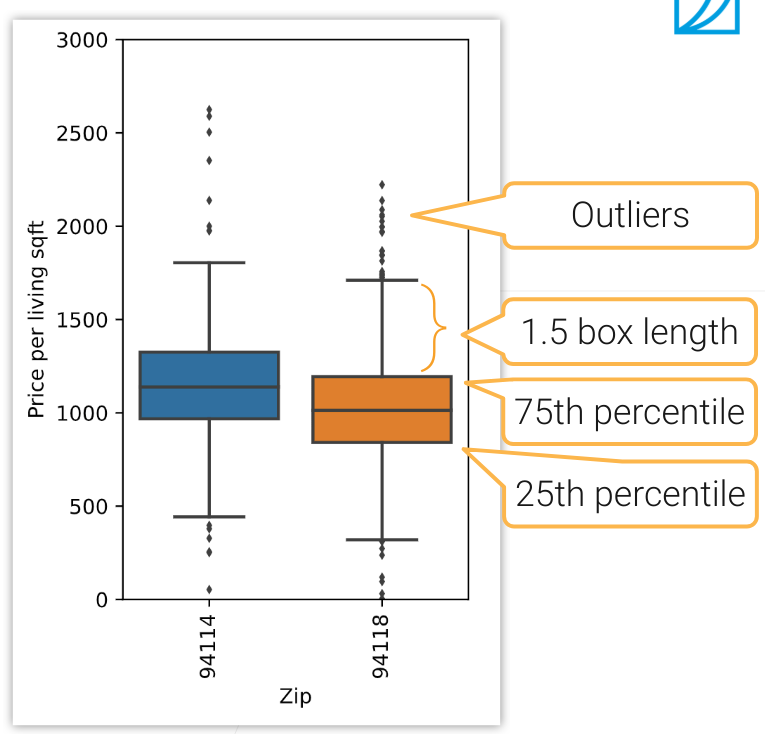 3000
2500
2000
1500
1000
500
0
Price per living sqft
94114
94118
Zip
Outliers
1.5 box length
75th percentile
25th percentile